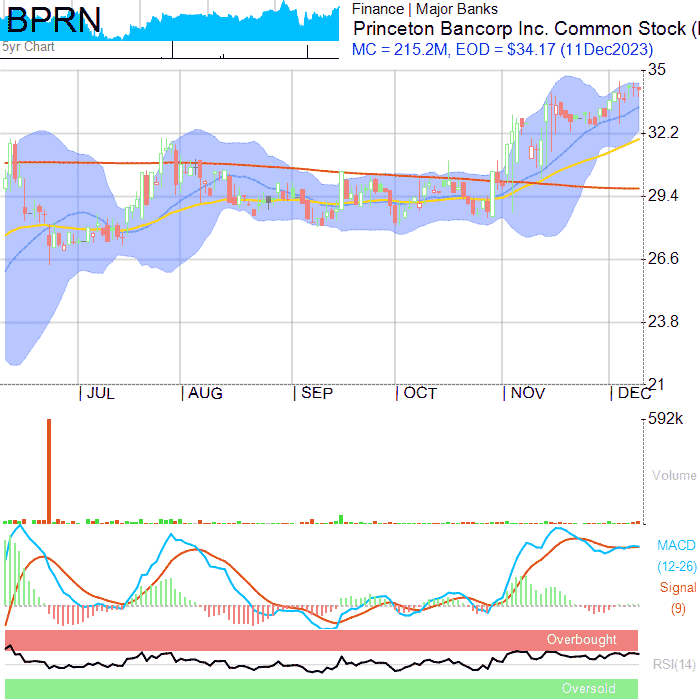 BPRN
5yr Chart
Finance | Major Banks
Princeton Bancorp Inc. Common Stock (
MC = 215.2M, EOD = $34.17 (11Dec2023)
35
32.2
29.4
26.6
23.8
21
JUL AUG SEP OCT NOV DEC
592k
Volume
MACD
(12-26)
Signal
(9)
Overbought
RSI(14)
Oversold